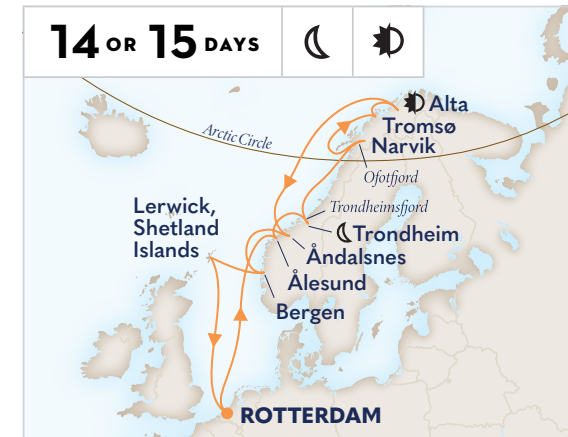 14 OR 15 DAYS
Alta
Tromsø
Narvik
Arctic Circle
Ofotfjord
Lerwick,
Shetland
Islands
Trondheimsfjord
Trondheim
Åndalsnes
Ålesund
Bergen
ROTTERDAM